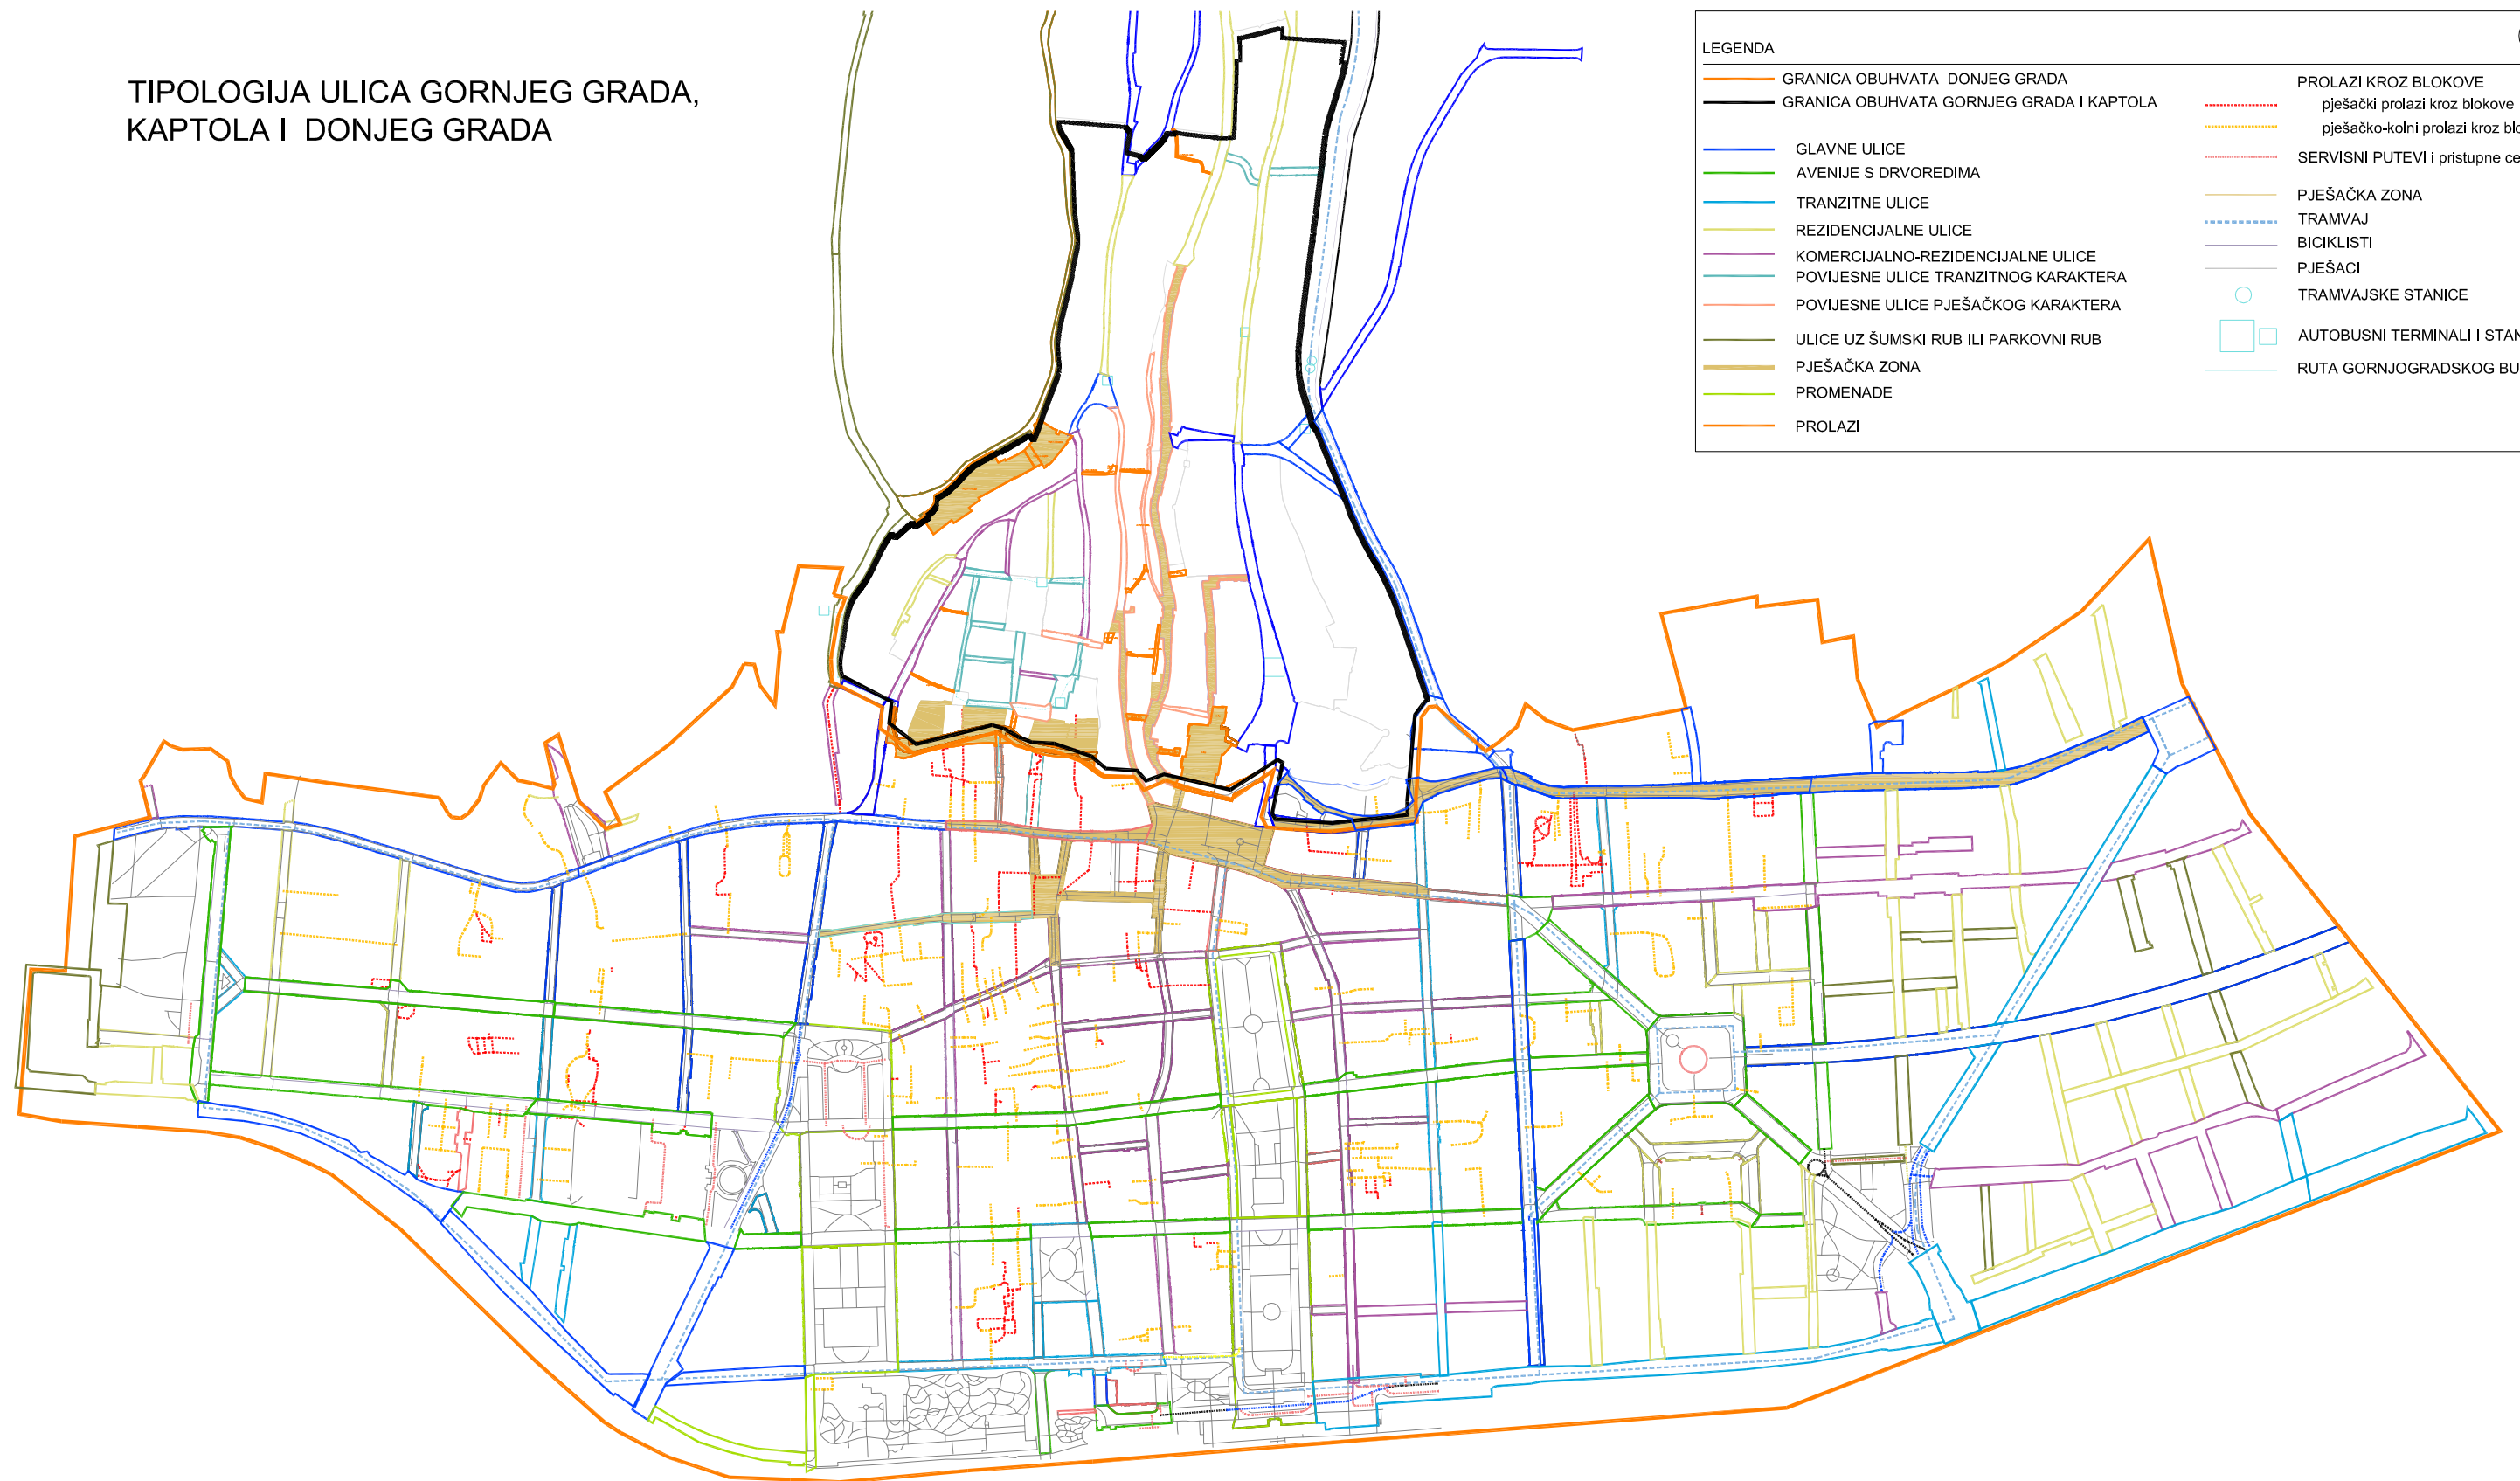 TIPOLOGIJA ULICA GORNJEG GRADA,
KAPTOLA I DONJEG GRADA
LEGENDA
GRANICA OBUHVATA DONJEG GRADA
GRANICA OBUHVATA GORNJEG GRADA I KAPTOLA
GLAVNE ULICE
AVENIJE S DRVOREDIMA
TRANZITNE ULICE
REZIDENCIJALNE ULICE
KOMERCIJALNO-REZIDENCIJALNE ULICE
POVIJESNE ULICE TRANZITNOG KARAKTERA
POVIJESNE ULICE PJEŠAČKOG KARAKTERA
ULICE UZ ŠUMSKI RUB ILI PARKOVNI RUB
PJEŠAČKA ZONA
PROMENADE
PROLAZI
PROLAZI KROZ BLOKOVE
pješački prolazi kroz blokove
pješačko-kolni prolazi kroz
SERVISNI PUTEVI i pristupne
PJEŠAČKA ZONA
TRAMVAJ
BICIKLISTI
PJEŠACI
TRAMVAJSKE STANICE
AUTOBUSNI TERMINALI I
RUTA GORNJOGRADSKOG